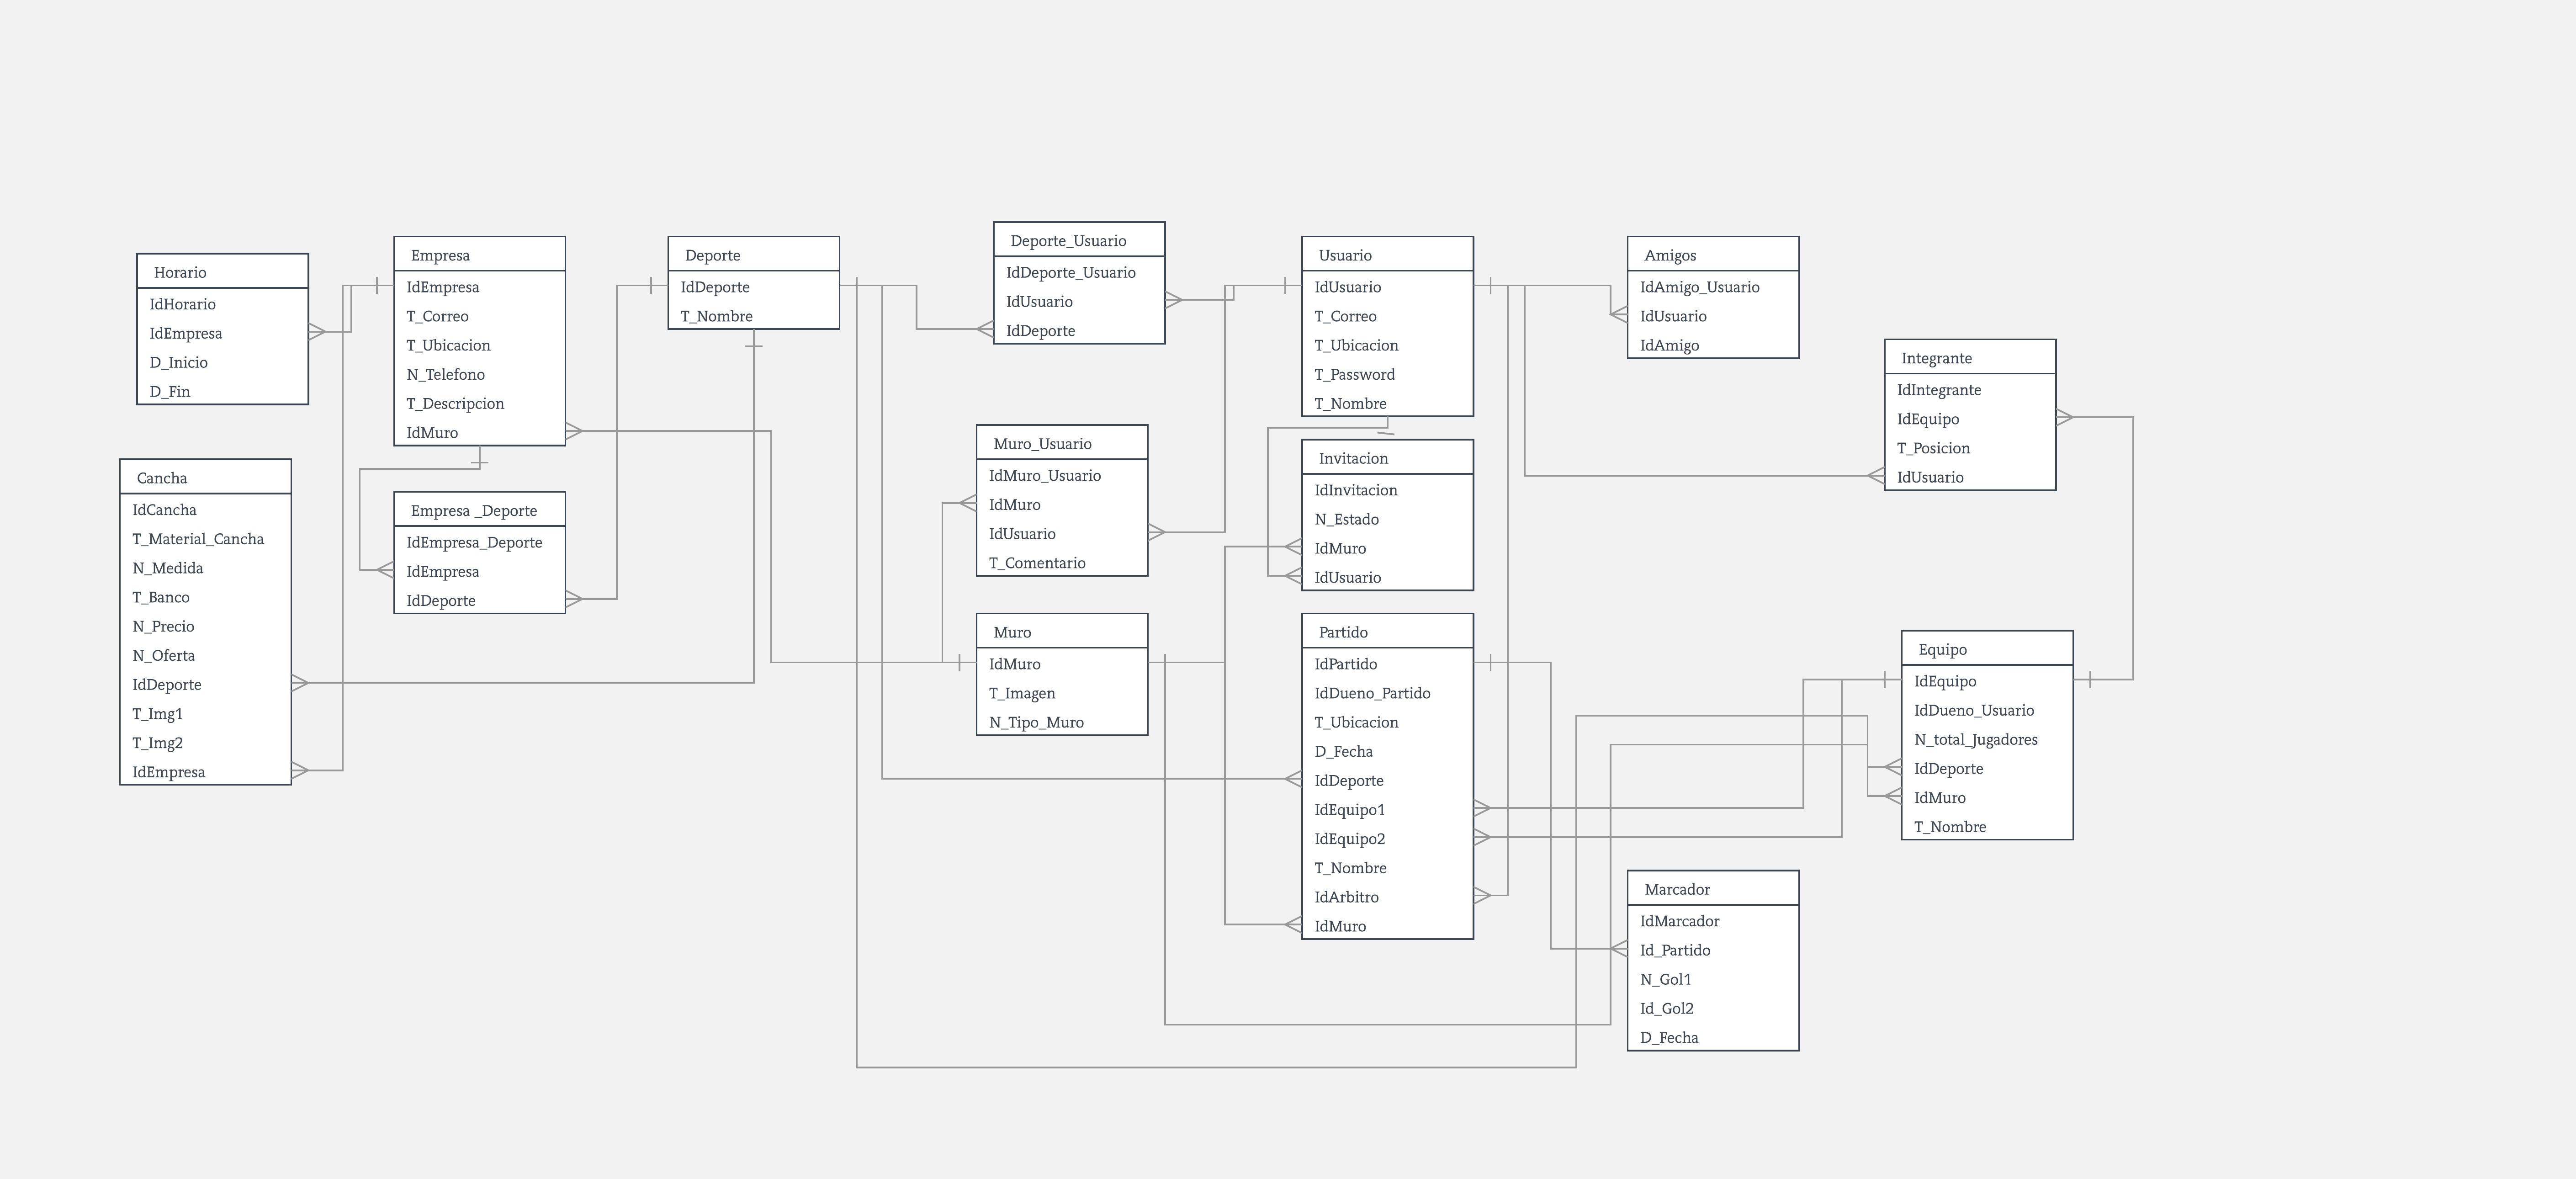 Horario
IdHorario
IdEmpresa
D_Inicio
D_Fin
Empresa
IdEmpresa
T_Correo
T_Ubicacion
N_Telefono
T_Descripcion
IdMuro
Deporte
IdDeporte
T_Nombre
Deporte_Usuario
IdDeporte_Usuario
IdUsuario
IdDeporte
Usuario
IdUsuario
T_Correo
T_Ubicacion
T_Password
T_Nombre
Amigos
IdAmigo_Usuario
IdUsuario
IdAmigo
Integrante
IdIntegrante
IdEquipo
T_Posicion
IdUsuario
Cancha
IdCancha
T_Material_Cancha
N_Medida
T_Banco
N_Precio
N_Oferta
IdDeporte
T_Img1
T_Img2
IdEmpresa
Empresa _Deporte
IdEmpresa_Deporte
IdEmpresa
IdDeporte
Muro_Usuario
IdMuro_Usuario
IdMuro
IdUsuario
T_Comentario
Invitacion
IdInvitacion
N_Estado
IdMuro
IdUsuario
Muro
IdMuro
T_Imagen
N_Tipo_Muro
Partido
IdPartido
IdDueno_Partido
T_Ubicacion
D_Fecha
IdDeporte
IdEquipo1
IdEquipo2
T_Nombre
IdArbitro
IdMuro
Equipo
IdEquipo
IdDueno_Usuario
N_total_Jugadores
IdDeporte
IdMuro
T_Nombre
Marcador
IdMarcador
Id_Partido
N_Gol1
Id_Gol2
D_Fecha